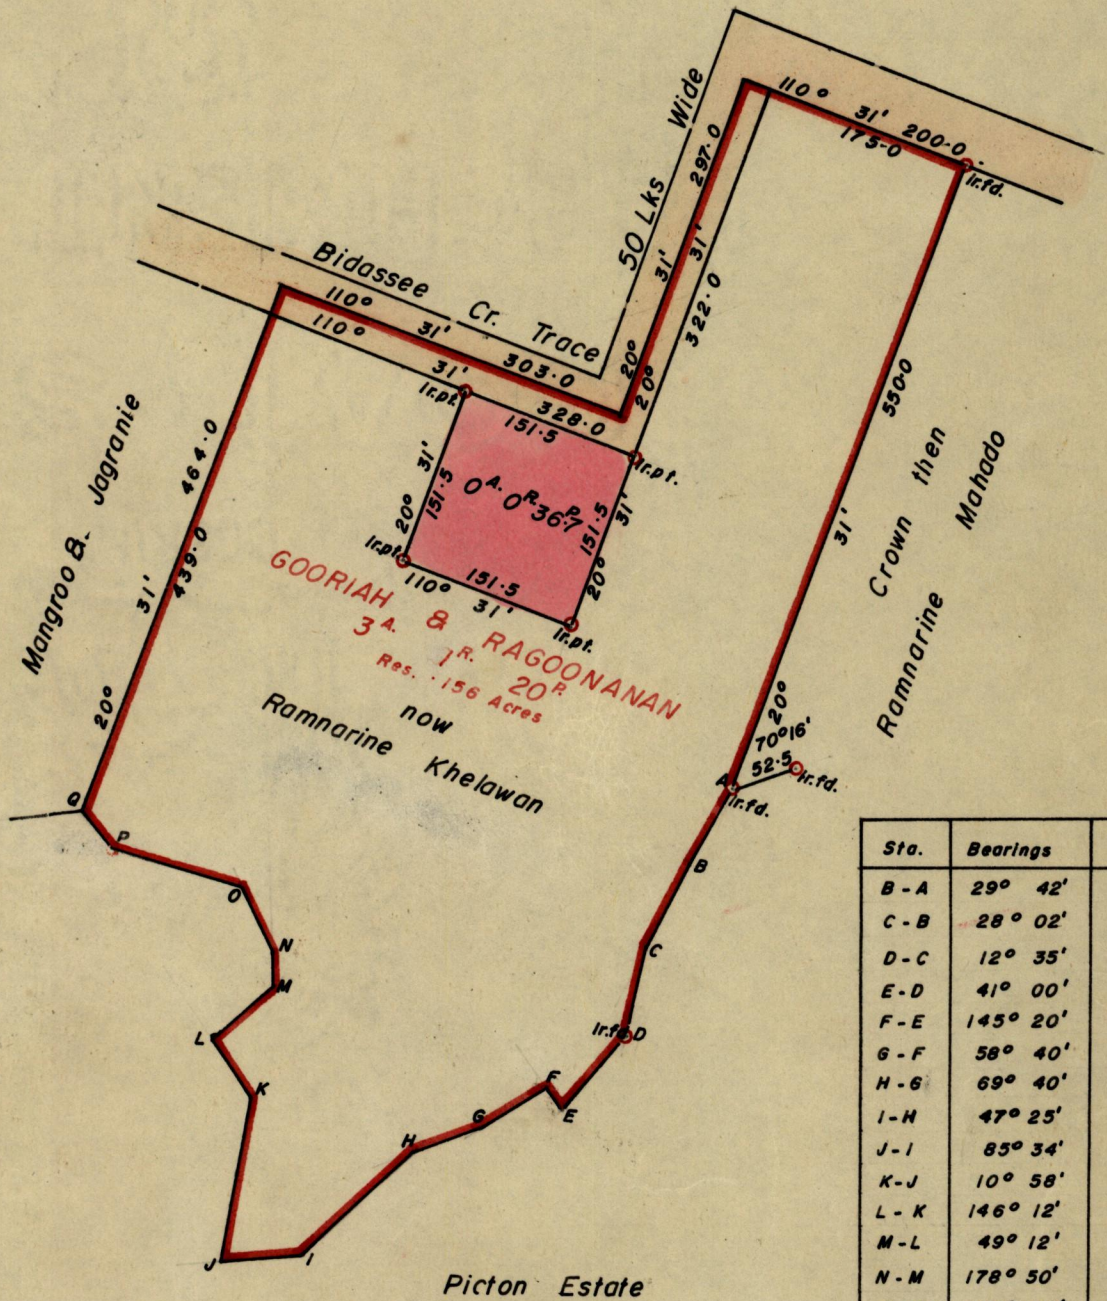 110° 31' 200·0
175·0
Ir.fd.
50 Lks Wide
20° 31' 297·0
20° 31' 322·0
Bidassee Cr. Trace
110° 31' 303·0
110° 31' 328·0
Ir.pt.
151·5
Ir.pt.
20° 31'
151·5
0A. 0R. 36·7P.
151·5
20° 31'
Ir.pt.
151·5
110° 31'
Ir.pt.
20° 31' 464·0
439·0
Mangroo & Jagranie
GOORIAH & RAGOONANAN
3A. 1R. 20P.
Res. ·156 Acres
now
Ramnarine Khelawan
20° 31' 550·0
Crown then
Ramnarine Mahado
70°16'
52·5
Ir.fd.
A
Ir.fd.
B
C
Ir.fd. D
E
F
G
H
I
J
K
L
M
N
O
P
Q
Picton Estate
Sta. Bearings
B - A 29° 42'
C - B 28° 02'
D - C 12° 35'
E - D 41° 00'
F - E 145° 20'
G - F 58° 40'
H - G 69° 40'
I - H 47° 25'
J - I 85° 34'
K - J 10° 58'
L - K 146° 12'
M - L 49° 12'
N - M 178° 50'